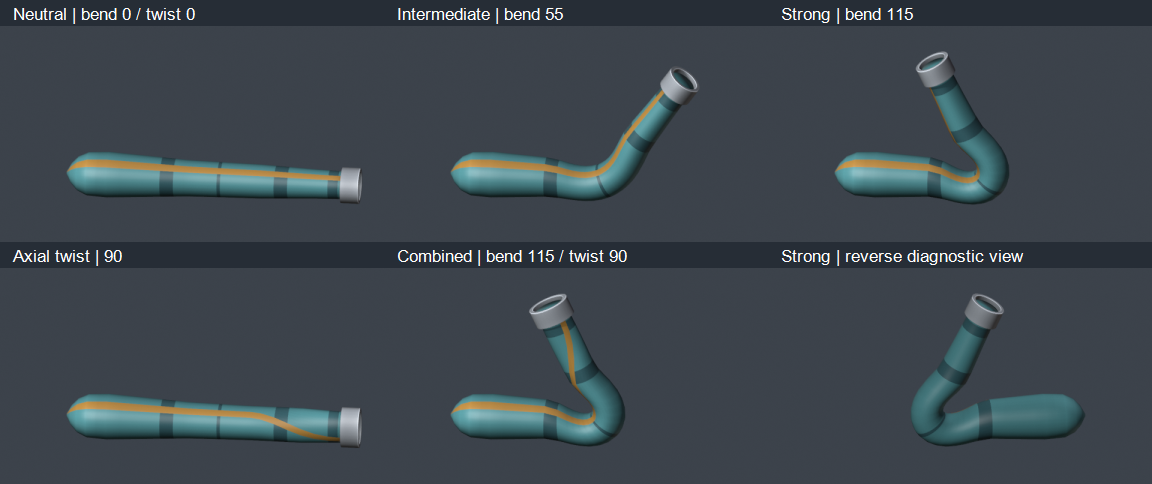 Neutral | bend 0 / twist 0
Intermediate | bend 55
Strong | bend 115
Axial twist | 90
Combined | bend 115 / twist 90
Strong | reverse diagnostic view